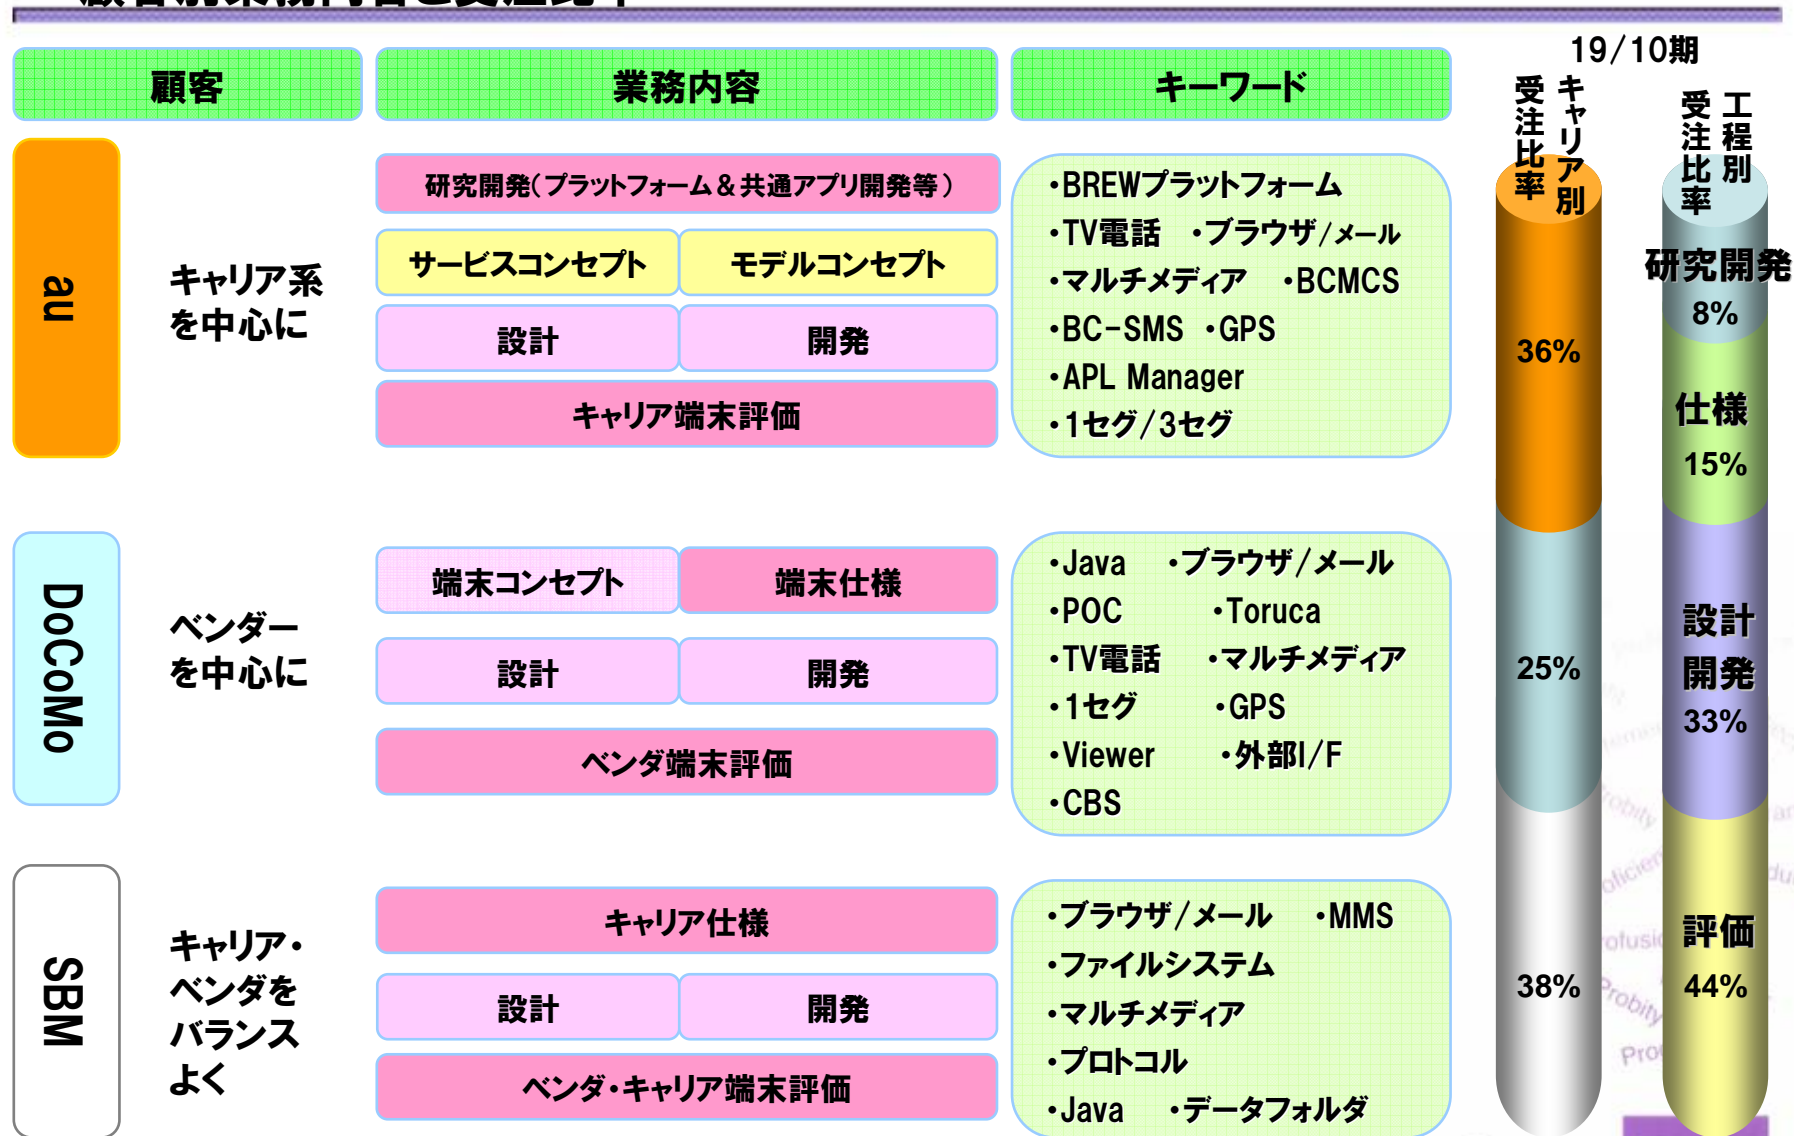 顧客別業務内容と受注比率
19/10期
顧客
業務内容
キーワード
キャリア別
受注比率
工程別
受注比率
au
キャリア系
を中心に
研究開発(プラットフォーム＆共通アプリ開発等)
サービスコンセプト
モデルコンセプト
設計
開発
キャリア端末評価
・BREWプラットフォーム
・TV電話 ・ブラウザ/メール
・マルチメディア ・BCMCS
・BC-SMS ・GPS
・APL Manager
・1セグ/3セグ
DoCoMo
ベンダー
を中心に
端末コンセプト
端末仕様
設計
開発
ベンダ端末評価
・Java ・ブラウザ/メール
・POC ・Toruca
・TV電話 ・マルチメディア
・1セグ ・GPS
・Viewer ・外部I/F
・CBS
SBM
キャリア・
ベンダを
バランス
よく
キャリア仕様
設計
開発
ベンダ・キャリア端末評価
・ブラウザ/メール ・MMS
・ファイルシステム
・マルチメディア
・プロトコル
・Java ・データフォルダ
36%
25%
38%
研究開発
8%
仕様
15%
設計
開発
33%
評価
44%
Probity
Probity